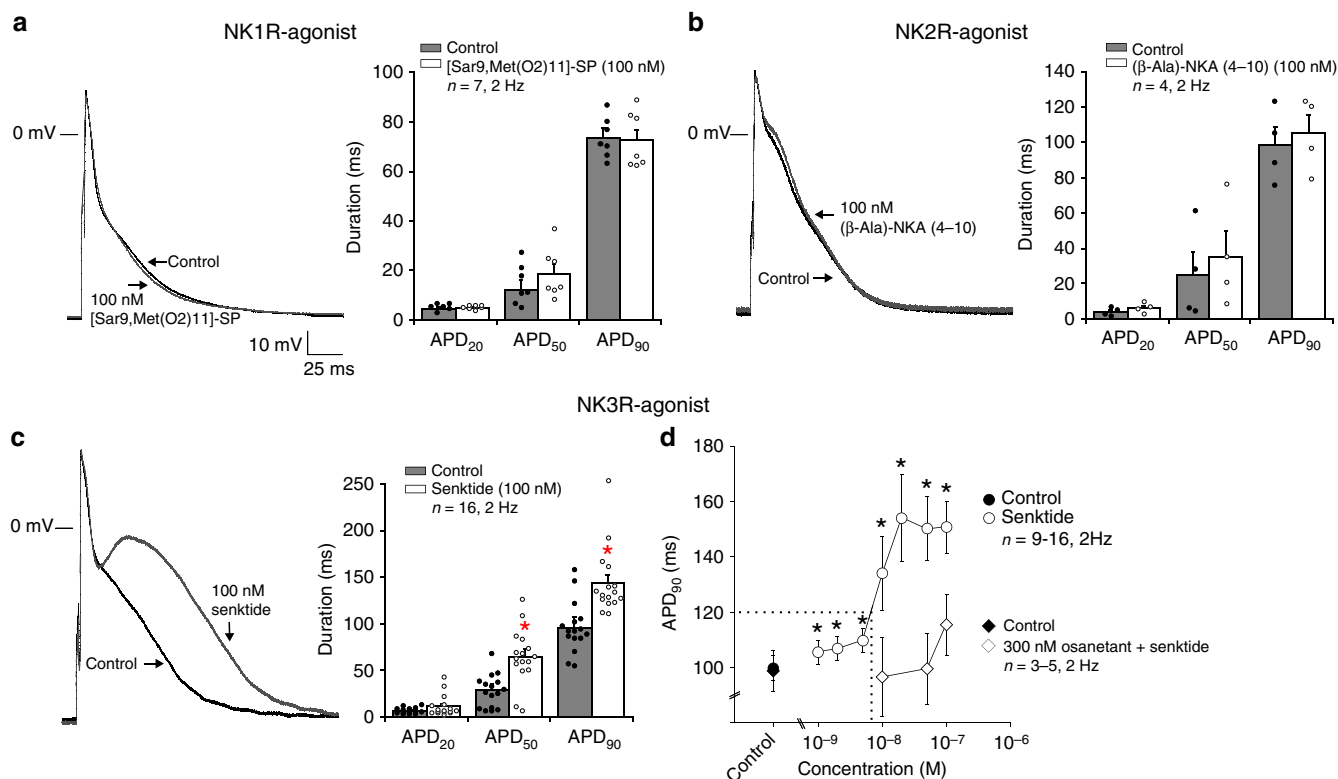 a
NK1R-agonist
0 mV
Control
100 nM
[Sar9,Met(O2)11]-SP
10 mV
25 ms
Control
[Sar9,Met(O2)11]-SP (100 nM)
n = 7, 2 Hz
Duration (ms)
100
80
60
40
20
0
APD20 APD50 APD90
b
NK2R-agonist
0 mV
100 nM
(β-Ala)-NKA (4–10)
Control
Control
(β-Ala)-NKA (4–10) (100 nM)
n = 4, 2 Hz
Duration (ms)
140
120
100
80
60
40
20
0
APD20 APD50 APD90
NK3R-agonist
c
0 mV
100 nM
senktide
Control
Control
Senktide (100 nM)
n = 16, 2 Hz
Duration (ms)
250
200
150
100
50
0
* *
APD20 APD50 APD90
d
APD90 (ms)
180
160
140
120
100
* * * * * * *
Control
Senktide
n = 9-16, 2Hz
Control
300 nM osanetant + senktide
n = 3–5, 2 Hz
Control 10⁻⁹ 10⁻⁸ 10⁻⁷ 10⁻⁶
Concentration (M)